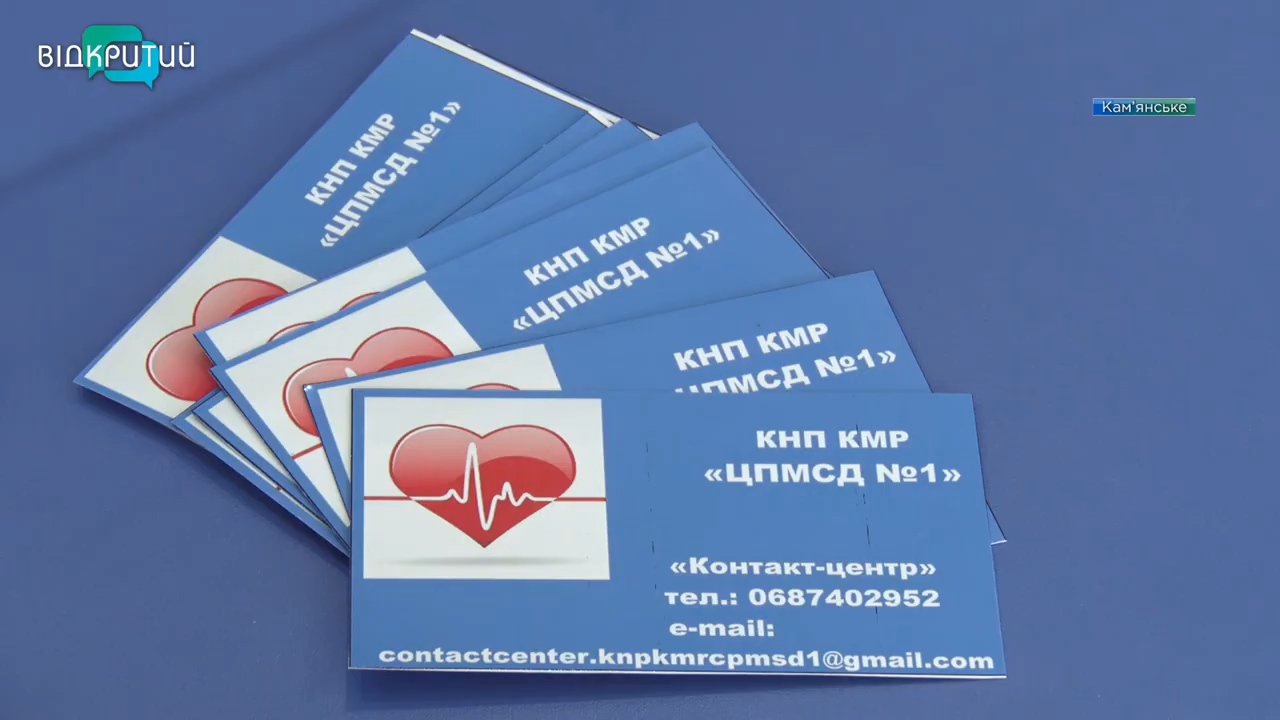 ВІДКРИТИЙ
Кам'янське
КНП КМР
«ЦПМСД №1»
КНП КМР
«ЦПМСД №1»
КНП КМР
«ЦПМСД №1»
КНП КМР
«ЦПМСД №1»
«Контакт-центр»
тел.: 0687402952
e-mail:
contactcenter.knpkmrcpmsd1@gmail.com